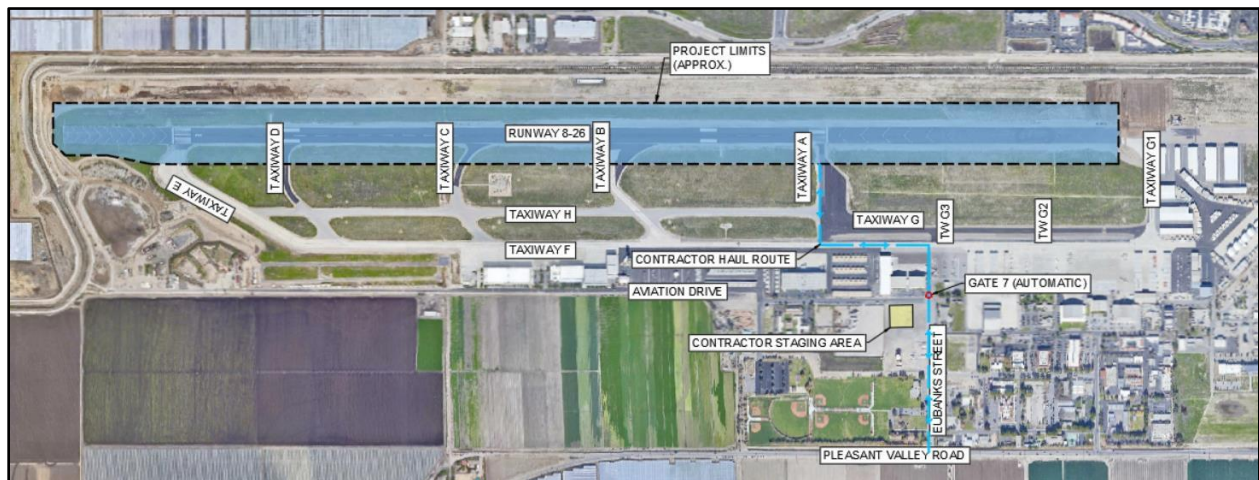 PROJECT LIMITS
(APPROX.)
RUNWAY 8-26
TAXIWAY D
TAXIWAY C
TAXIWAY B
TAXIWAY A
TAXIWAY G1
TAXIWAY E
TAXIWAY H
TAXIWAY G
TW G3
TW G2
TAXIWAY F
CONTRACTOR HAUL ROUTE
AVIATION DRIVE
GATE 7 (AUTOMATIC)
CONTRACTOR STAGING AREA
EUBANKS STREET
PLEASANT VALLEY ROAD